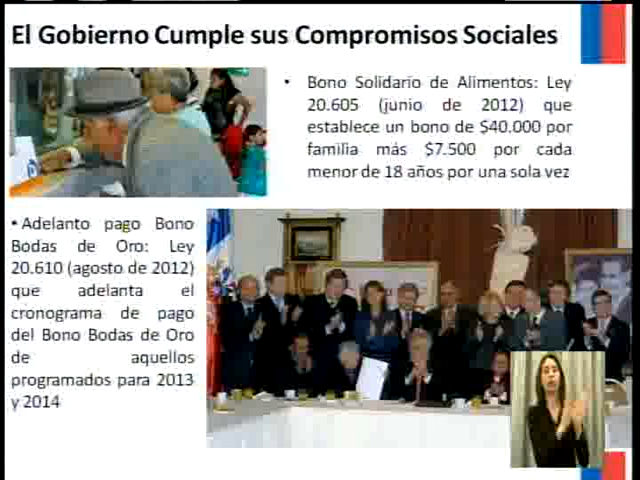 El Gobierno Cumple sus Compromisos Sociales
• Bono Solidario de Alimentos: Ley
20.605 (junio de 2012) que
establece un bono de $40.000 por
familia más $7.500 por cada
menor de 18 años por una sola vez
• Adelanto pago Bono
Bodas de Oro: Ley
20.610 (agosto de 2012)
que adelanta el
cronograma de pago
del Bono Bodas de Oro
de aquellos
programados para 2013
y 2014